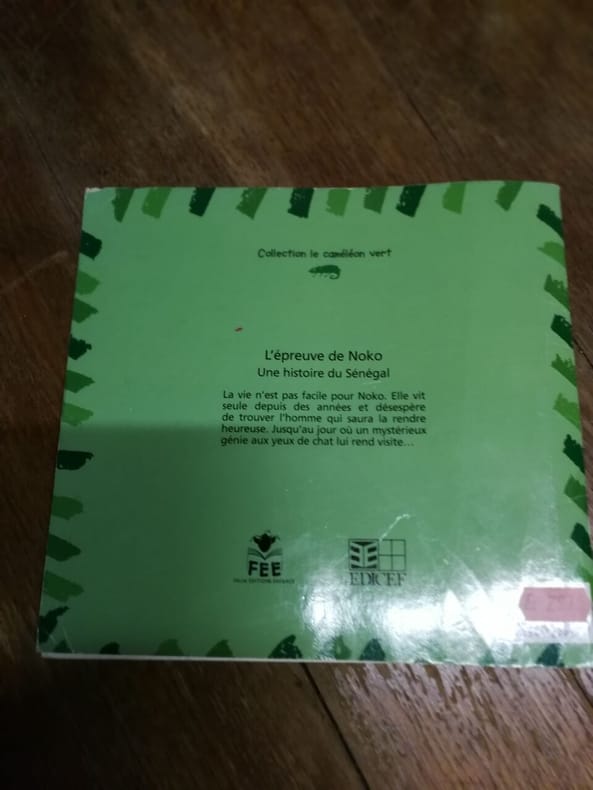 Collection le caméléon vert
L'épreuve de Noko
Une histoire du Sénégal
La vie n'est pas facile pour Noko. Elle vit
seule depuis des années et désespère
de trouver l'homme qui saura la rendre
heureuse. Jusqu'au jour où un mystérieux
génie aux yeux de chat lui rend visite...
FEE
EDICEF